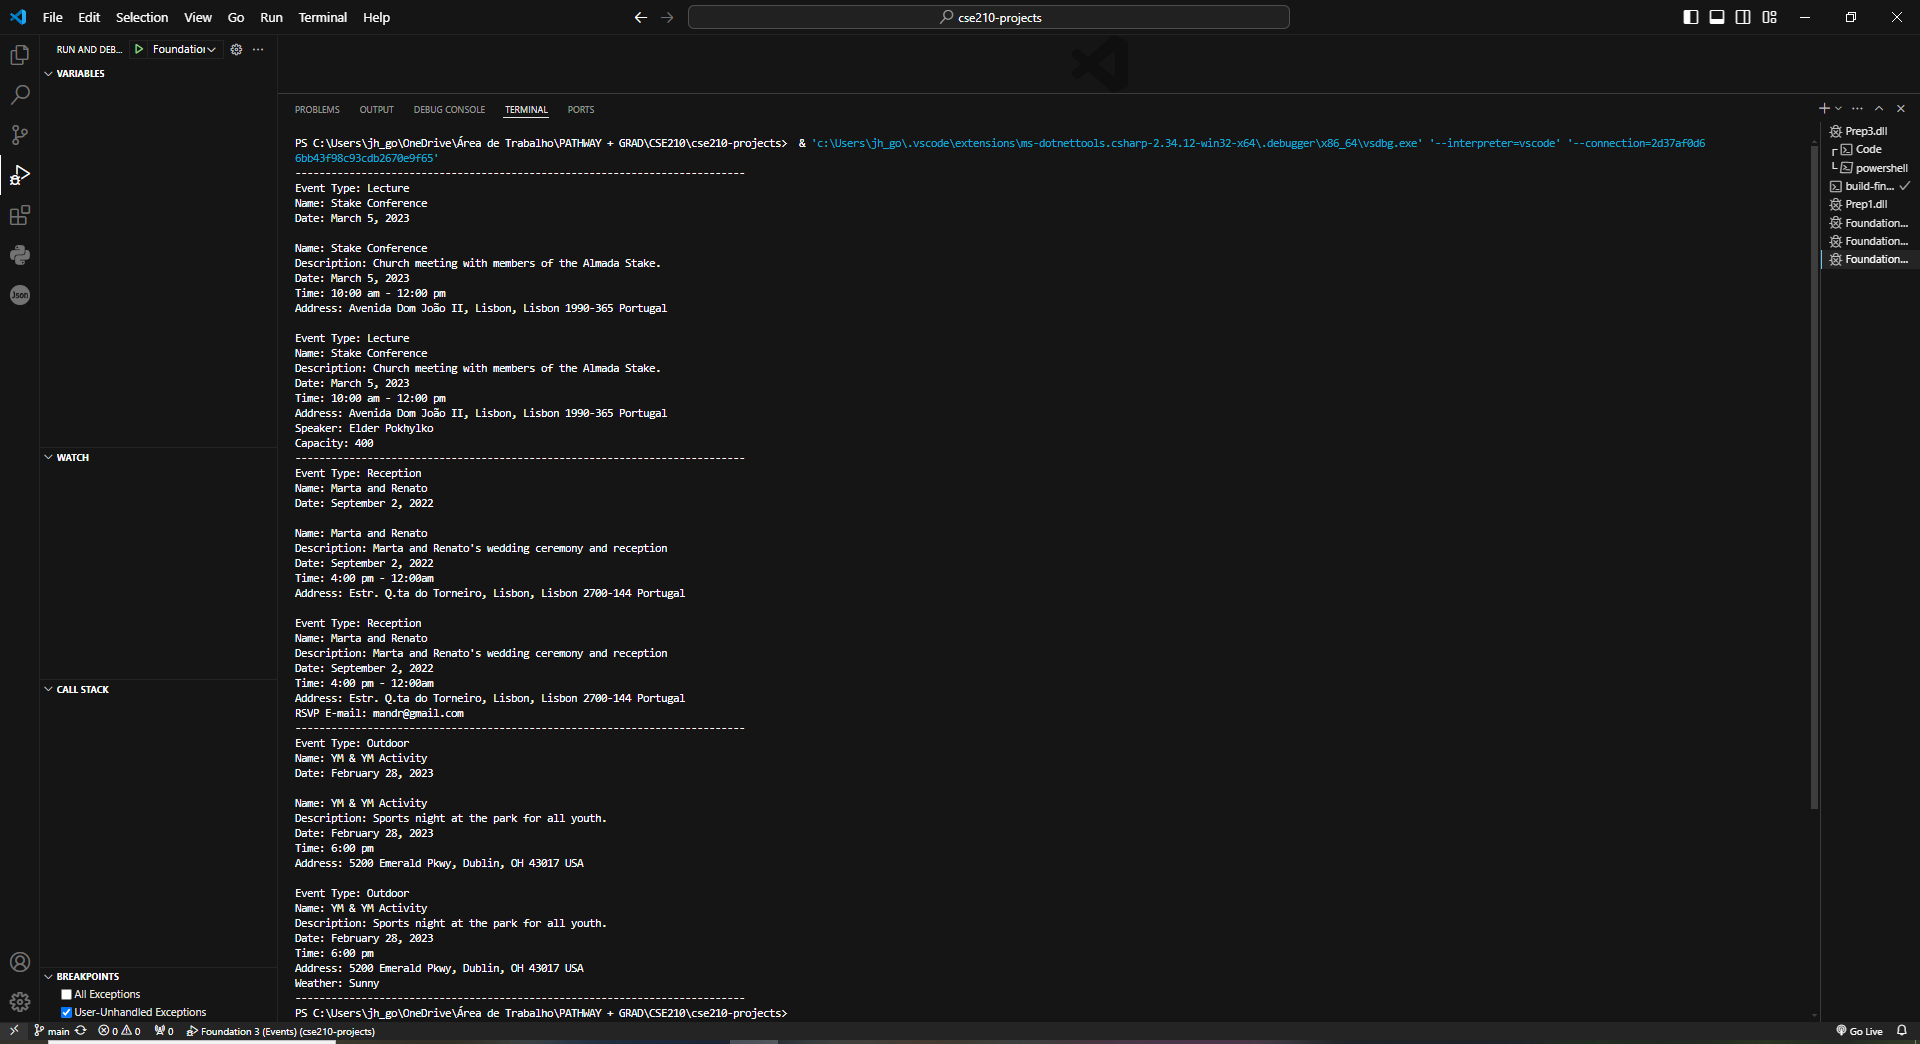 File Edit Selection View Go Run Terminal Help
cse210-projects
RUN AND DEB... Foundation
VARIABLES
WATCH
CALL STACK
BREAKPOINTS
All Exceptions
User-Unhandled Exceptions
PROBLEMS OUTPUT DEBUG CONSOLE TERMINAL PORTS
PS C:\Users\jh_go\OneDrive\Área de Trabalho\PATHWAY + GRAD\CSE210\cse210-projects>  & 'c:\Users\jh_go\.vscode\extensions\ms-dotnettools.csharp-2.34.12-win32-x64\.debugger\x86_64\vsdbg.exe' '--interpreter=vscode' '--connection=2d37af0d6
6bb43f98c93cdb2670e9f65'
---------------------------------------------------------------------------
Event Type: Lecture
Name: Stake Conference
Date: March 5, 2023
Name: Stake Conference
Description: Church meeting with members of the Almada Stake.
Date: March 5, 2023
Time: 10:00 am - 12:00 pm
Address: Avenida Dom João II, Lisbon, Lisbon 1990-365 Portugal
Event Type: Lecture
Name: Stake Conference
Description: Church meeting with members of the Almada Stake.
Date: March 5, 2023
Time: 10:00 am - 12:00 pm
Address: Avenida Dom João II, Lisbon, Lisbon 1990-365 Portugal
Speaker: Elder Pokhylko
Capacity: 400
---------------------------------------------------------------------------
Event Type: Reception
Name: Marta and Renato
Date: September 2, 2022
Name: Marta and Renato
Description: Marta and Renato's wedding ceremony and reception
Date: September 2, 2022
Time: 4:00 pm - 12:00am
Address: Estr. Q.ta do Torneiro, Lisbon, Lisbon 2700-144 Portugal
Event Type: Reception
Name: Marta and Renato
Description: Marta and Renato's wedding ceremony and reception
Date: September 2, 2022
Time: 4:00 pm - 12:00am
Address: Estr. Q.ta do Torneiro, Lisbon, Lisbon 2700-144 Portugal
RSVP E-mail: mandr@gmail.com
---------------------------------------------------------------------------
Event Type: Outdoor
Name: YM & YM Activity
Date: February 28, 2023
Name: YM & YM Activity
Description: Sports night at the park for all youth.
Date: February 28, 2023
Time: 6:00 pm
Address: 5200 Emerald Pkwy, Dublin, OH 43017 USA
Event Type: Outdoor
Name: YM & YM Activity
Description: Sports night at the park for all youth.
Date: February 28, 2023
Time: 6:00 pm
Address: 5200 Emerald Pkwy, Dublin, OH 43017 USA
Weather: Sunny
---------------------------------------------------------------------------
PS C:\Users\jh_go\OneDrive\Área de Trabalho\PATHWAY + GRAD\CSE210\cse210-projects>
Prep3.dll
Code
powershell
build-fin...
Prep1.dll
Foundation...
Foundation...
Foundation...
Json
main 0 0 0 Foundation 3 (Events) (cse210-projects)
Go Live